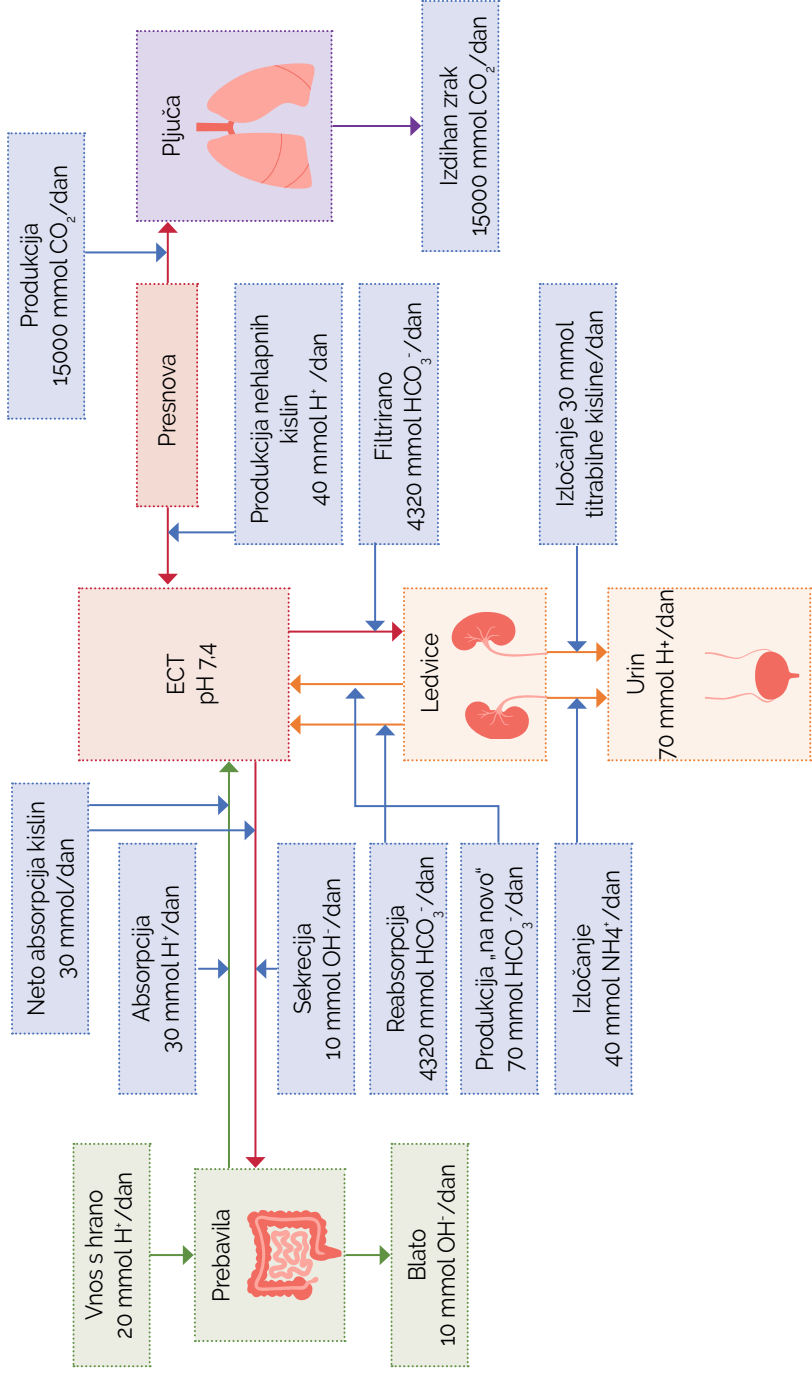 Vnos s hrano
20 mmol H⁺/dan
Prebavila
Blato
10 mmol OH⁻/dan
Neto absorpcija kislin
30 mmol/dan
Absorpcija
30 mmol H⁺/dan
Sekrecija
10 mmol OH⁻/dan
Reabsorpcija
4320 mmol HCO₃⁻/dan
Produkcija „na novo“
70 mmol HCO₃⁻/dan
Izločanje
40 mmol NH4⁺/dan
ECT
pH 7,4
Ledvice
Urin
70 mmol H+/dan
Produkcija
15000 mmol CO₂/dan
Presnova
Produkcija nehlapnih
kislin
40 mmol H⁺/dan
Filtrirano
4320 mmol HCO₃⁻/dan
Izločanje 30 mmol
titrabilne kisline/dan
Pljuča
Izdihan zrak
15000 mmol CO₂/dan